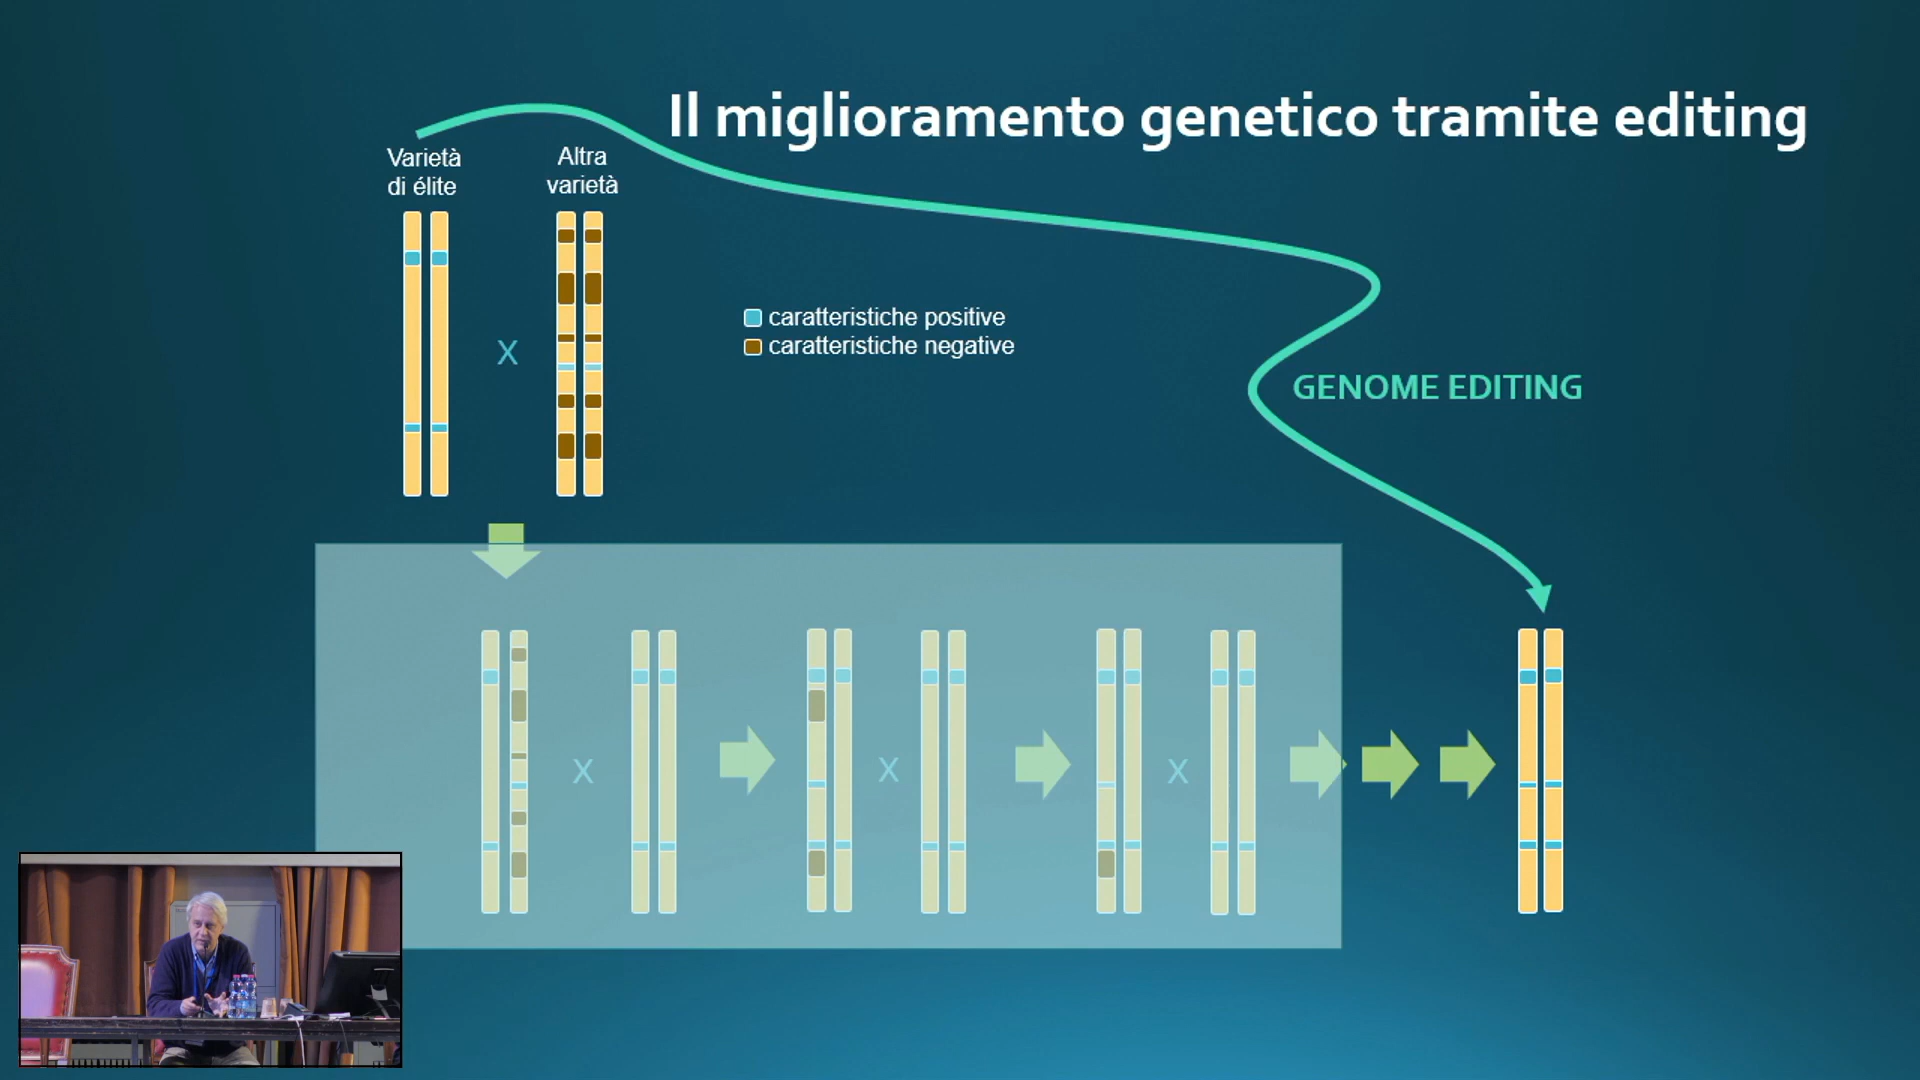 Il miglioramento genetico tramite editing
Varietà
di élite
Altra
varietà
X
caratteristiche positive
caratteristiche negative
GENOME EDITING
X
X
X